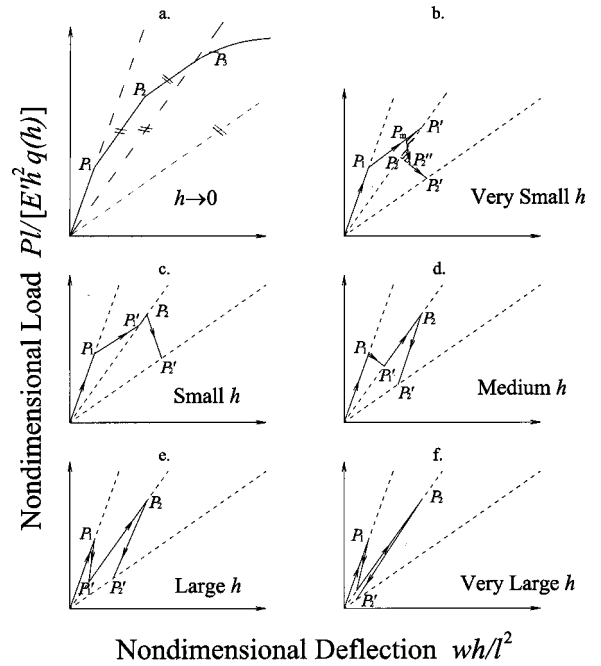 a.
P₃
P₂
P₁
h→0
b.
Pₘ
P₁'
P₁
P₂
P₂''
P₂'
Very Small h
c.
P₁'
P₂
P₁
P₂'
Small h
d.
P₂
P₁
P₁'
P₂'
Medium h
e.
P₂
P₁
P₁'
P₂'
Large h
f.
P₂
P₁
P₂'
Very Large h
Nondimensional Load Pl/[E'h² q(h)]
Nondimensional Deflection wh/l²